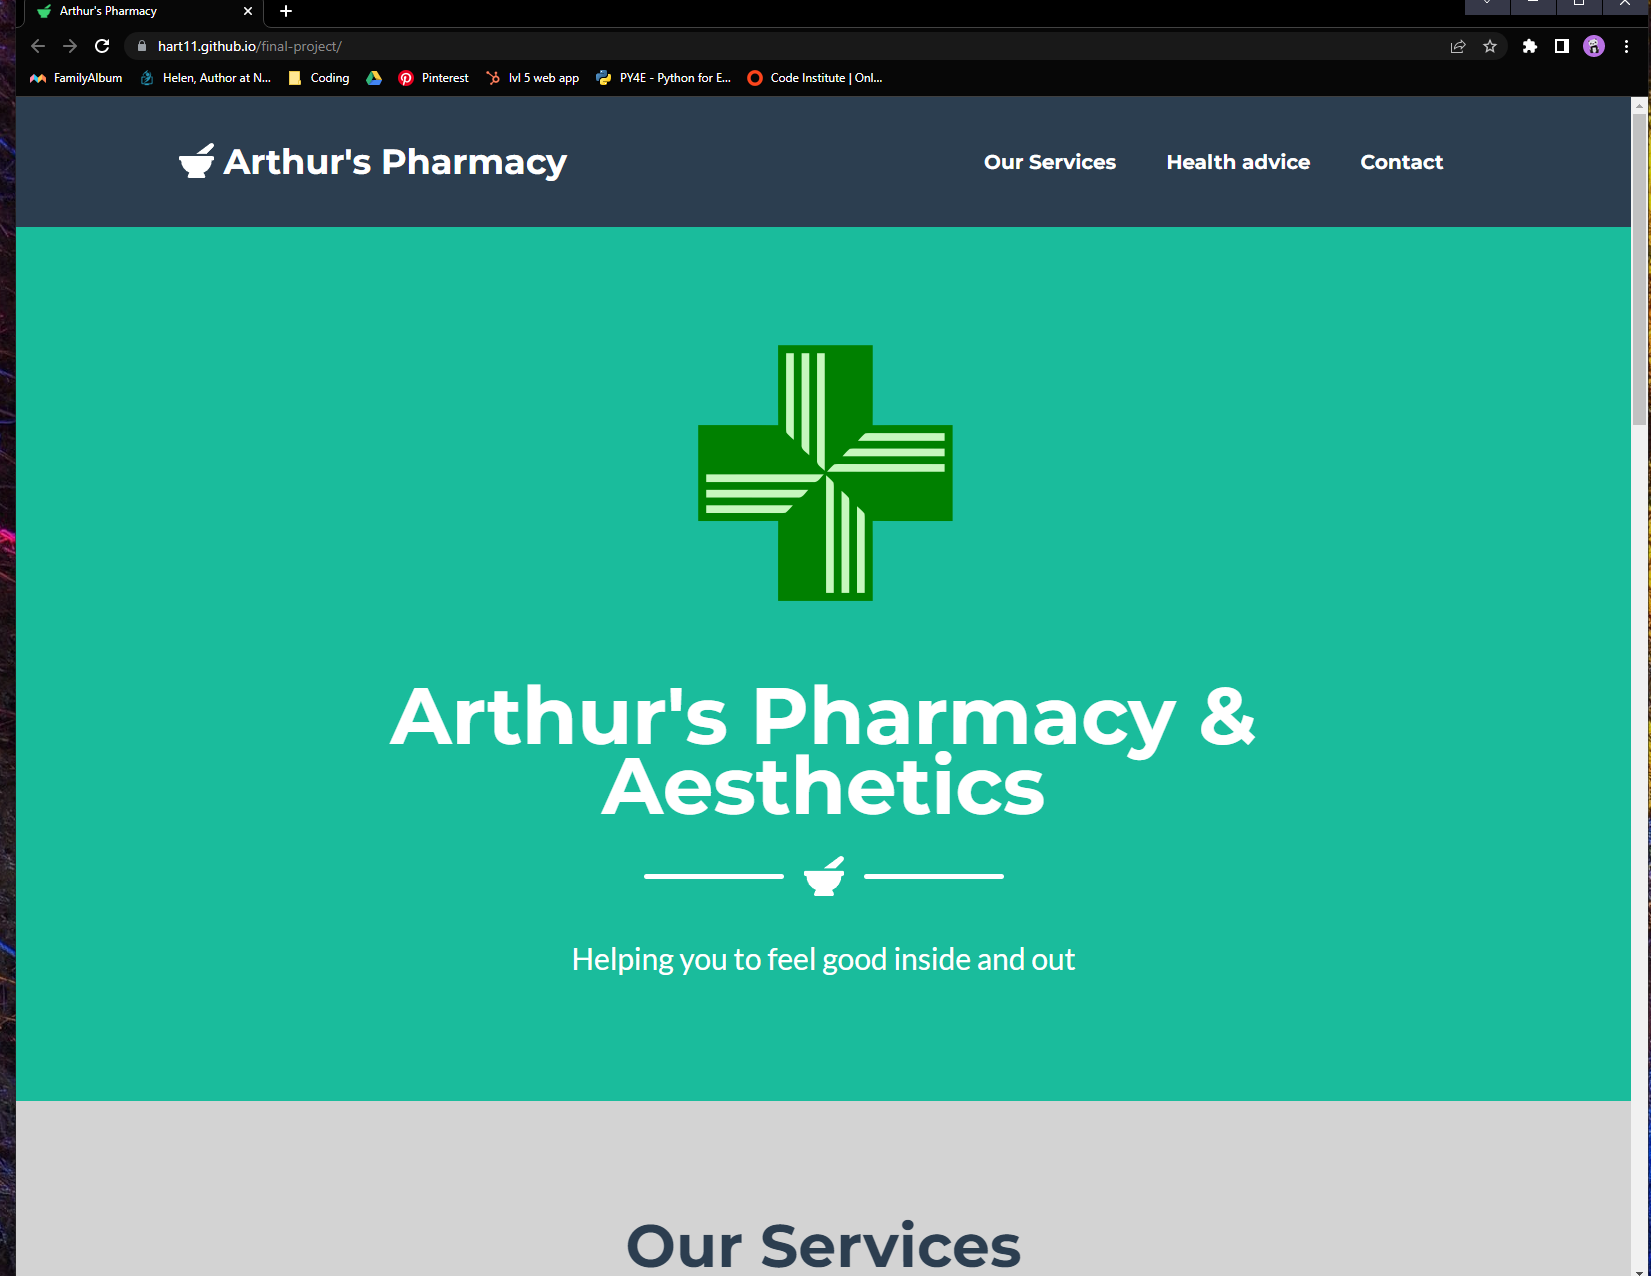 Arthur's Pharmacy
hart11.github.io/final-project/
FamilyAlbum Helen, Author at N... Coding Pinterest lvl 5 web app PY4E - Python for E... Code Institute | Onl...
Arthur's Pharmacy Our Services Health advice Contact
Arthur's Pharmacy &
Aesthetics
Helping you to feel good inside and out
Our Services